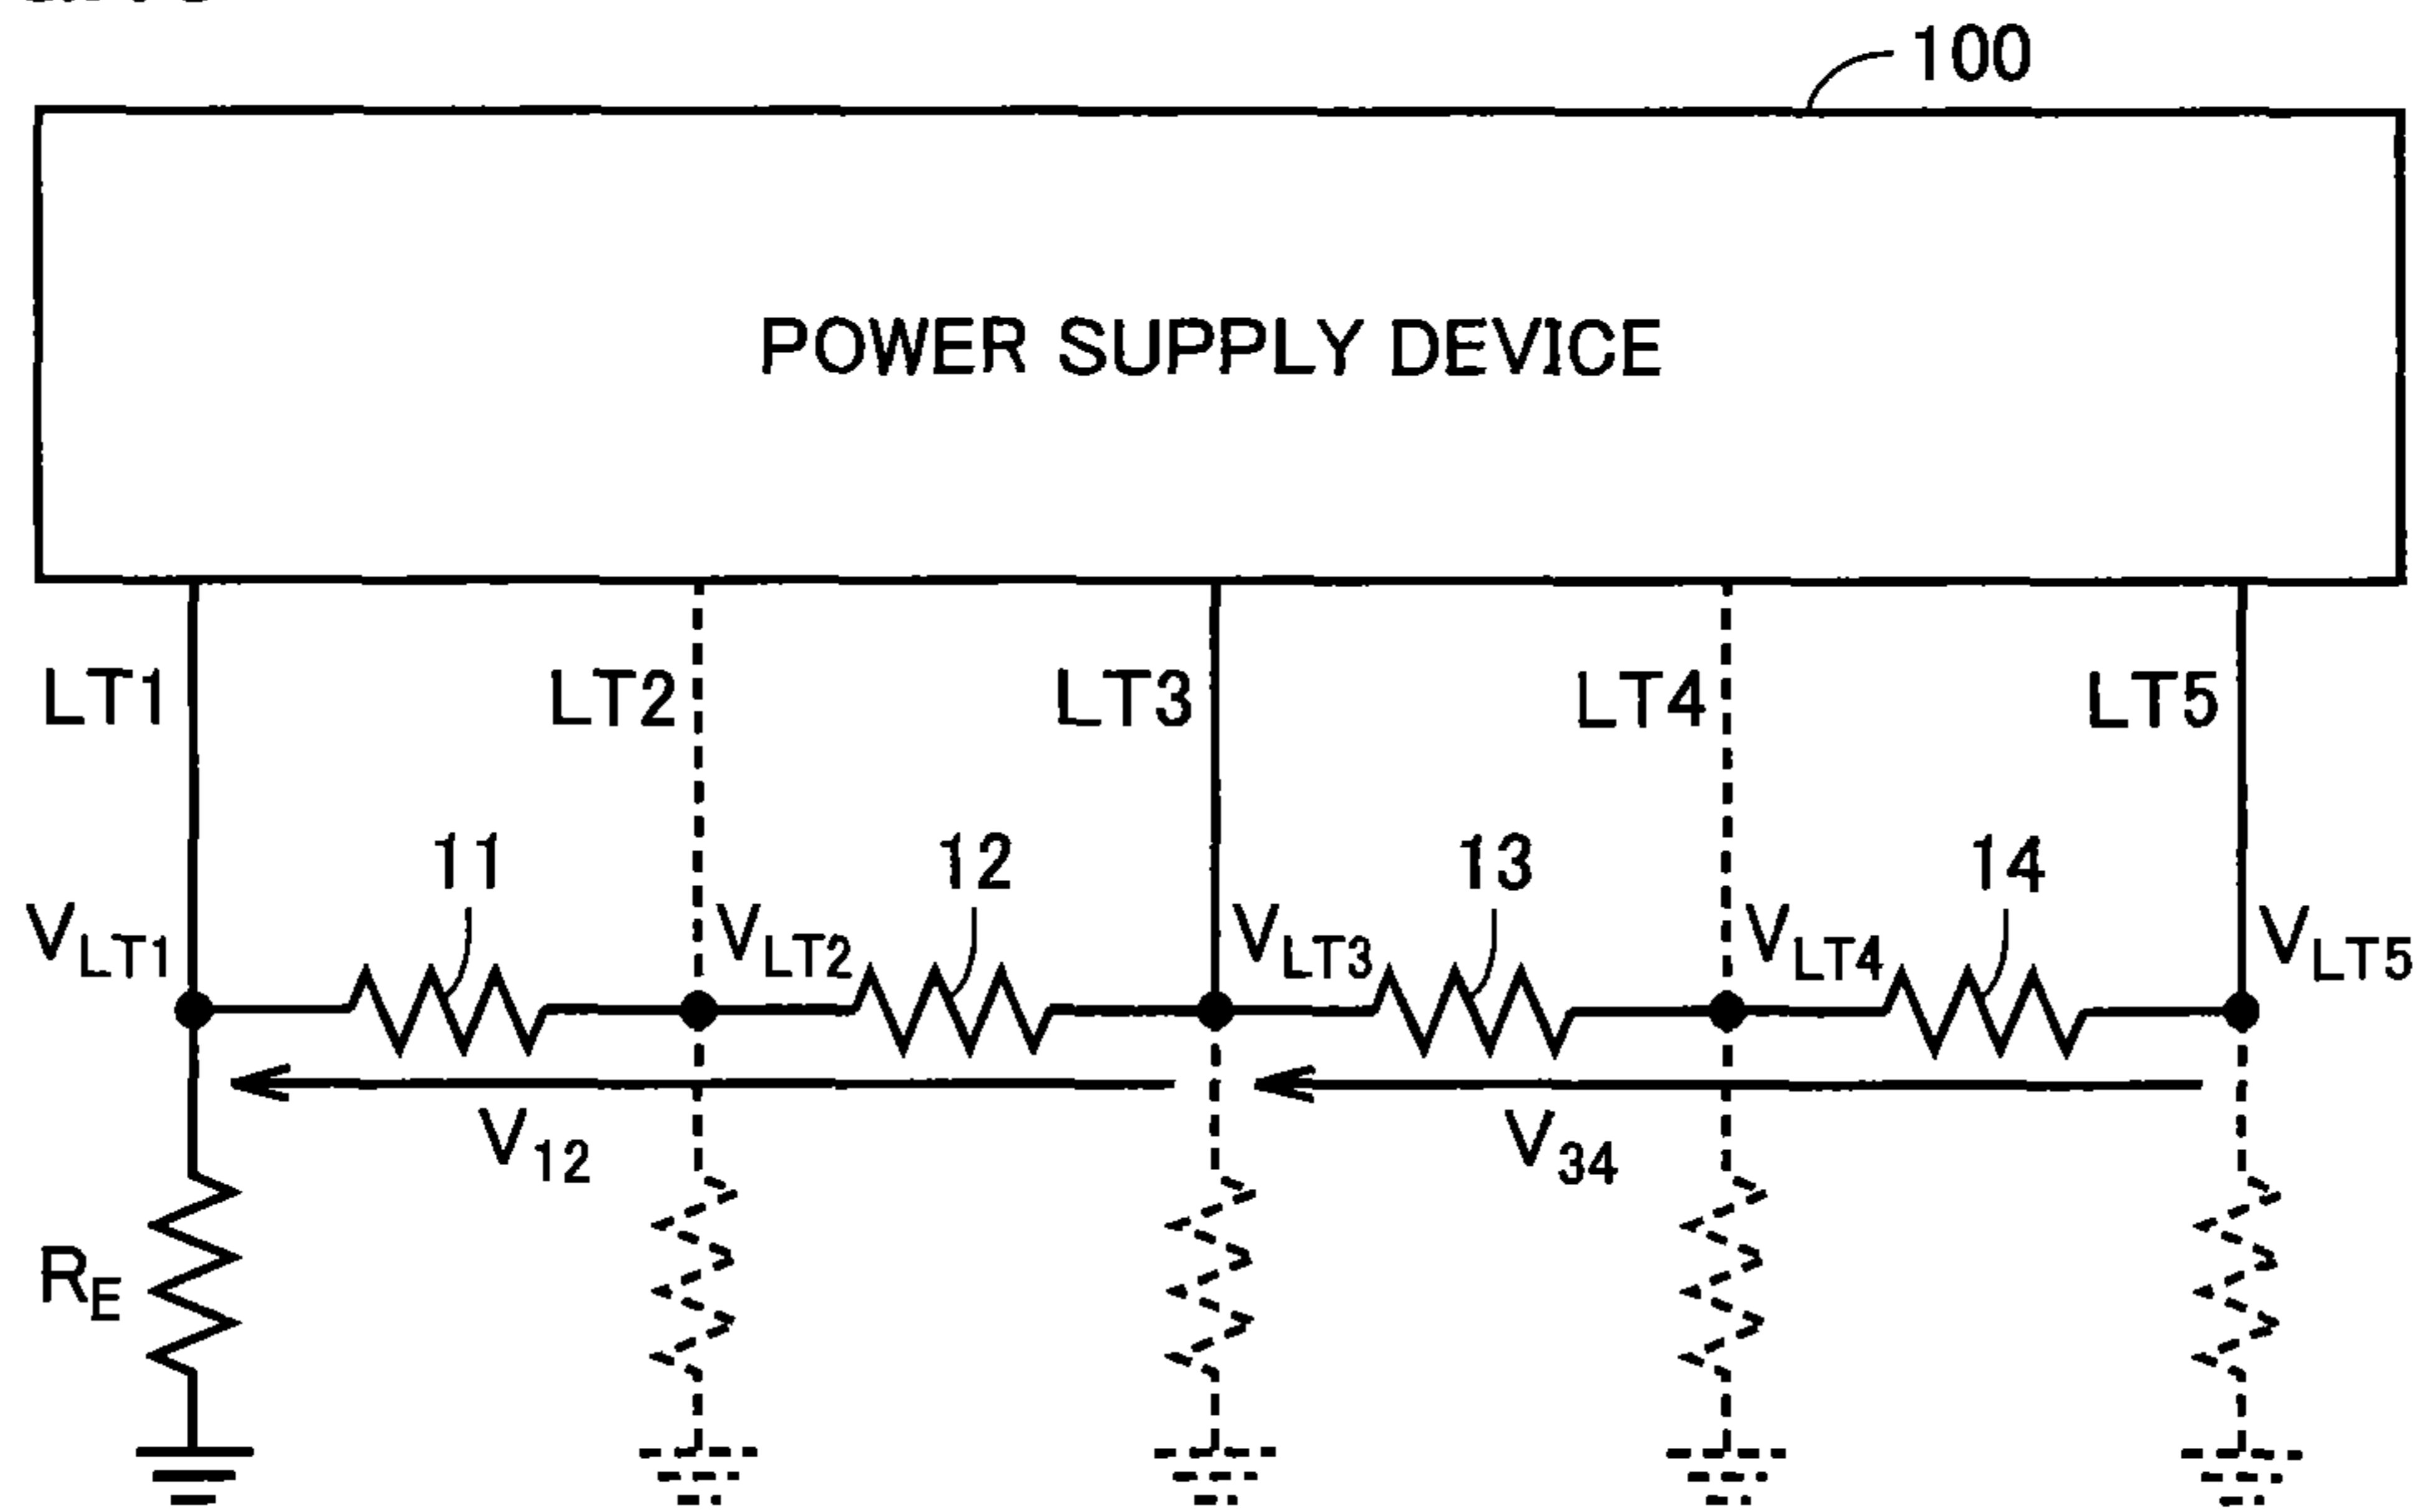 100
POWER SUPPLY DEVICE
LT1 LT2 LT3 LT4 LT5
11 12 13 14
VLT1 VLT2 VLT3 VLT4 VLT5
V12 V34
RE